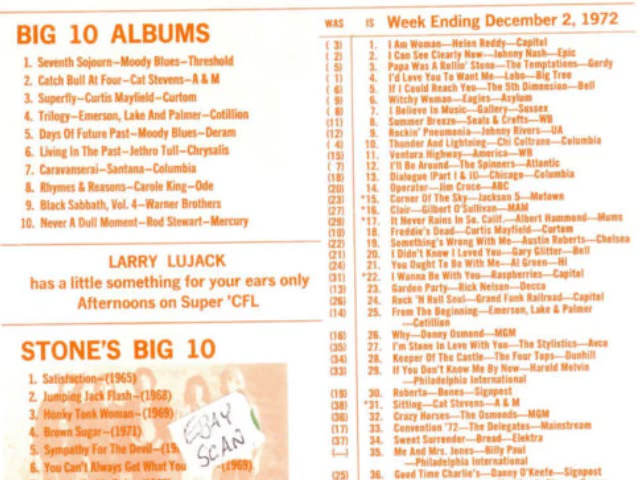 BIG 10 ALBUMS
1. Seventh Sojourn—Moody Blues—Threshold
2. Catch Bull At Four—Cat Stevens—A & M
3. Superfly—Curtis Mayfield—Curtom
4. Trilogy—Emerson, Lake And Palmer—Cotillion
5. Days Of Future Past—Moody Blues—Deram
6. Living In The Past—Jethro Tull—Chrysalis
7. Caravanserai—Santana—Columbia
8. Rhymes & Reasons—Carole King—Ode
9. Black Sabbath, Vol. 4—Warner Brothers
10. Never A Dull Moment—Rod Stewart—Mercury
LARRY LUJACK
has a little something for your ears only
Afternoons on Super 'CFL
STONE'S BIG 10
1. Satisfaction—(1965)
2. Jumping Jack Flash—(1968)
3. Honky Tonk Woman—(1969)
4. Brown Sugar—(1971)
5. Sympathy For The Devil—(19
6. You Can't Always Get What You (1969)
EBAY
SCAN
WAS IS Week Ending December 2, 1972
( 3) 1. I Am Woman—Helen Reddy—Capitol
( 2) 2. I Can See Clearly Now—Johnny Nash—Epic
( 5) 3. Papa Was A Rollin' Stone—The Temptations—Gordy
( 1) 4. I'd Love You To Want Me—Lobo—Big Tree
( 6) 5. If I Could Reach You—The 5th Dimension—Bell
( 9) 6. Witchy Woman—Eagles—Asylum
( 8) 7. I Believe In Music—Gallery—Sussex
(11) 8. Summer Breeze—Seals & Crofts—WB
(12) 9. Rockin' Pneumonia—Johnny Rivers—UA
( 4) 10. Thunder And Lightning—Chi Coltrane—Columbia
(15) 11. Ventura Highway—America—WB
( 7) 12. I'll Be Around—The Spinners—Atlantic
(18) 13. Dialogue (Part I & II)—Chicago—Columbia
(20) 14. Operator—Jim Croce—ABC
(23) *15. Corner Of The Sky—Jackson 5—Motown
(27) *16. Clair—Gilbert O'Sullivan—MAM
(29) *17. It Never Rains In So. Calif.—Albert Hammond—Mums
(10) 18. Freddie's Dead—Curtis Mayfield—Curtom
(22) 19. Something's Wrong With Me—Austin Roberts—Chelsea
(21) 20. I Didn't Know I Loved You—Gary Glitter—Bell
(24) 21. You Ought To Be With Me—Al Green—Hi
(31) *22. I Wanna Be With You—Raspberries—Capitol
(13) 23. Garden Party—Rick Nelson—Decca
(26) 24. Rock 'N Roll Soul—Grand Funk Railroad—Capitol
(14) 25. From The Beginning—Emerson, Lake & Palmer
—Cotillion
(16) 26. Why—Donny Osmond—MGM
(35) 27. I'm Stone In Love With You—The Stylistics—Avco
(34) 28. Keeper Of The Castle—The Four Tops—Dunhill
(33) 29. If You Don't Know Me By Now—Harold Melvin
—Philadelphia International
(19) 30. Roberta—Bones—Signpost
(38) *31. Sitting—Cat Stevens—A & M
(36) 32. Crazy Horses—The Osmonds—MGM
(17) 33. Convention '72—The Delegates—Mainstream
(37) 34. Sweet Surrender—Bread—Elektra
(—) 35. Me And Mrs. Jones—Billy Paul
—Philadelphia International
(25) 36. Good Time Charlie's—Danny O'Keefe—Signpost